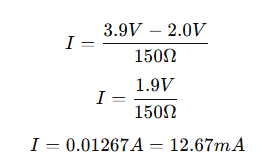 I = 3.9V − 2.0V / 150Ω
I = 1.9V / 150Ω
I = 0.01267A = 12.67mA